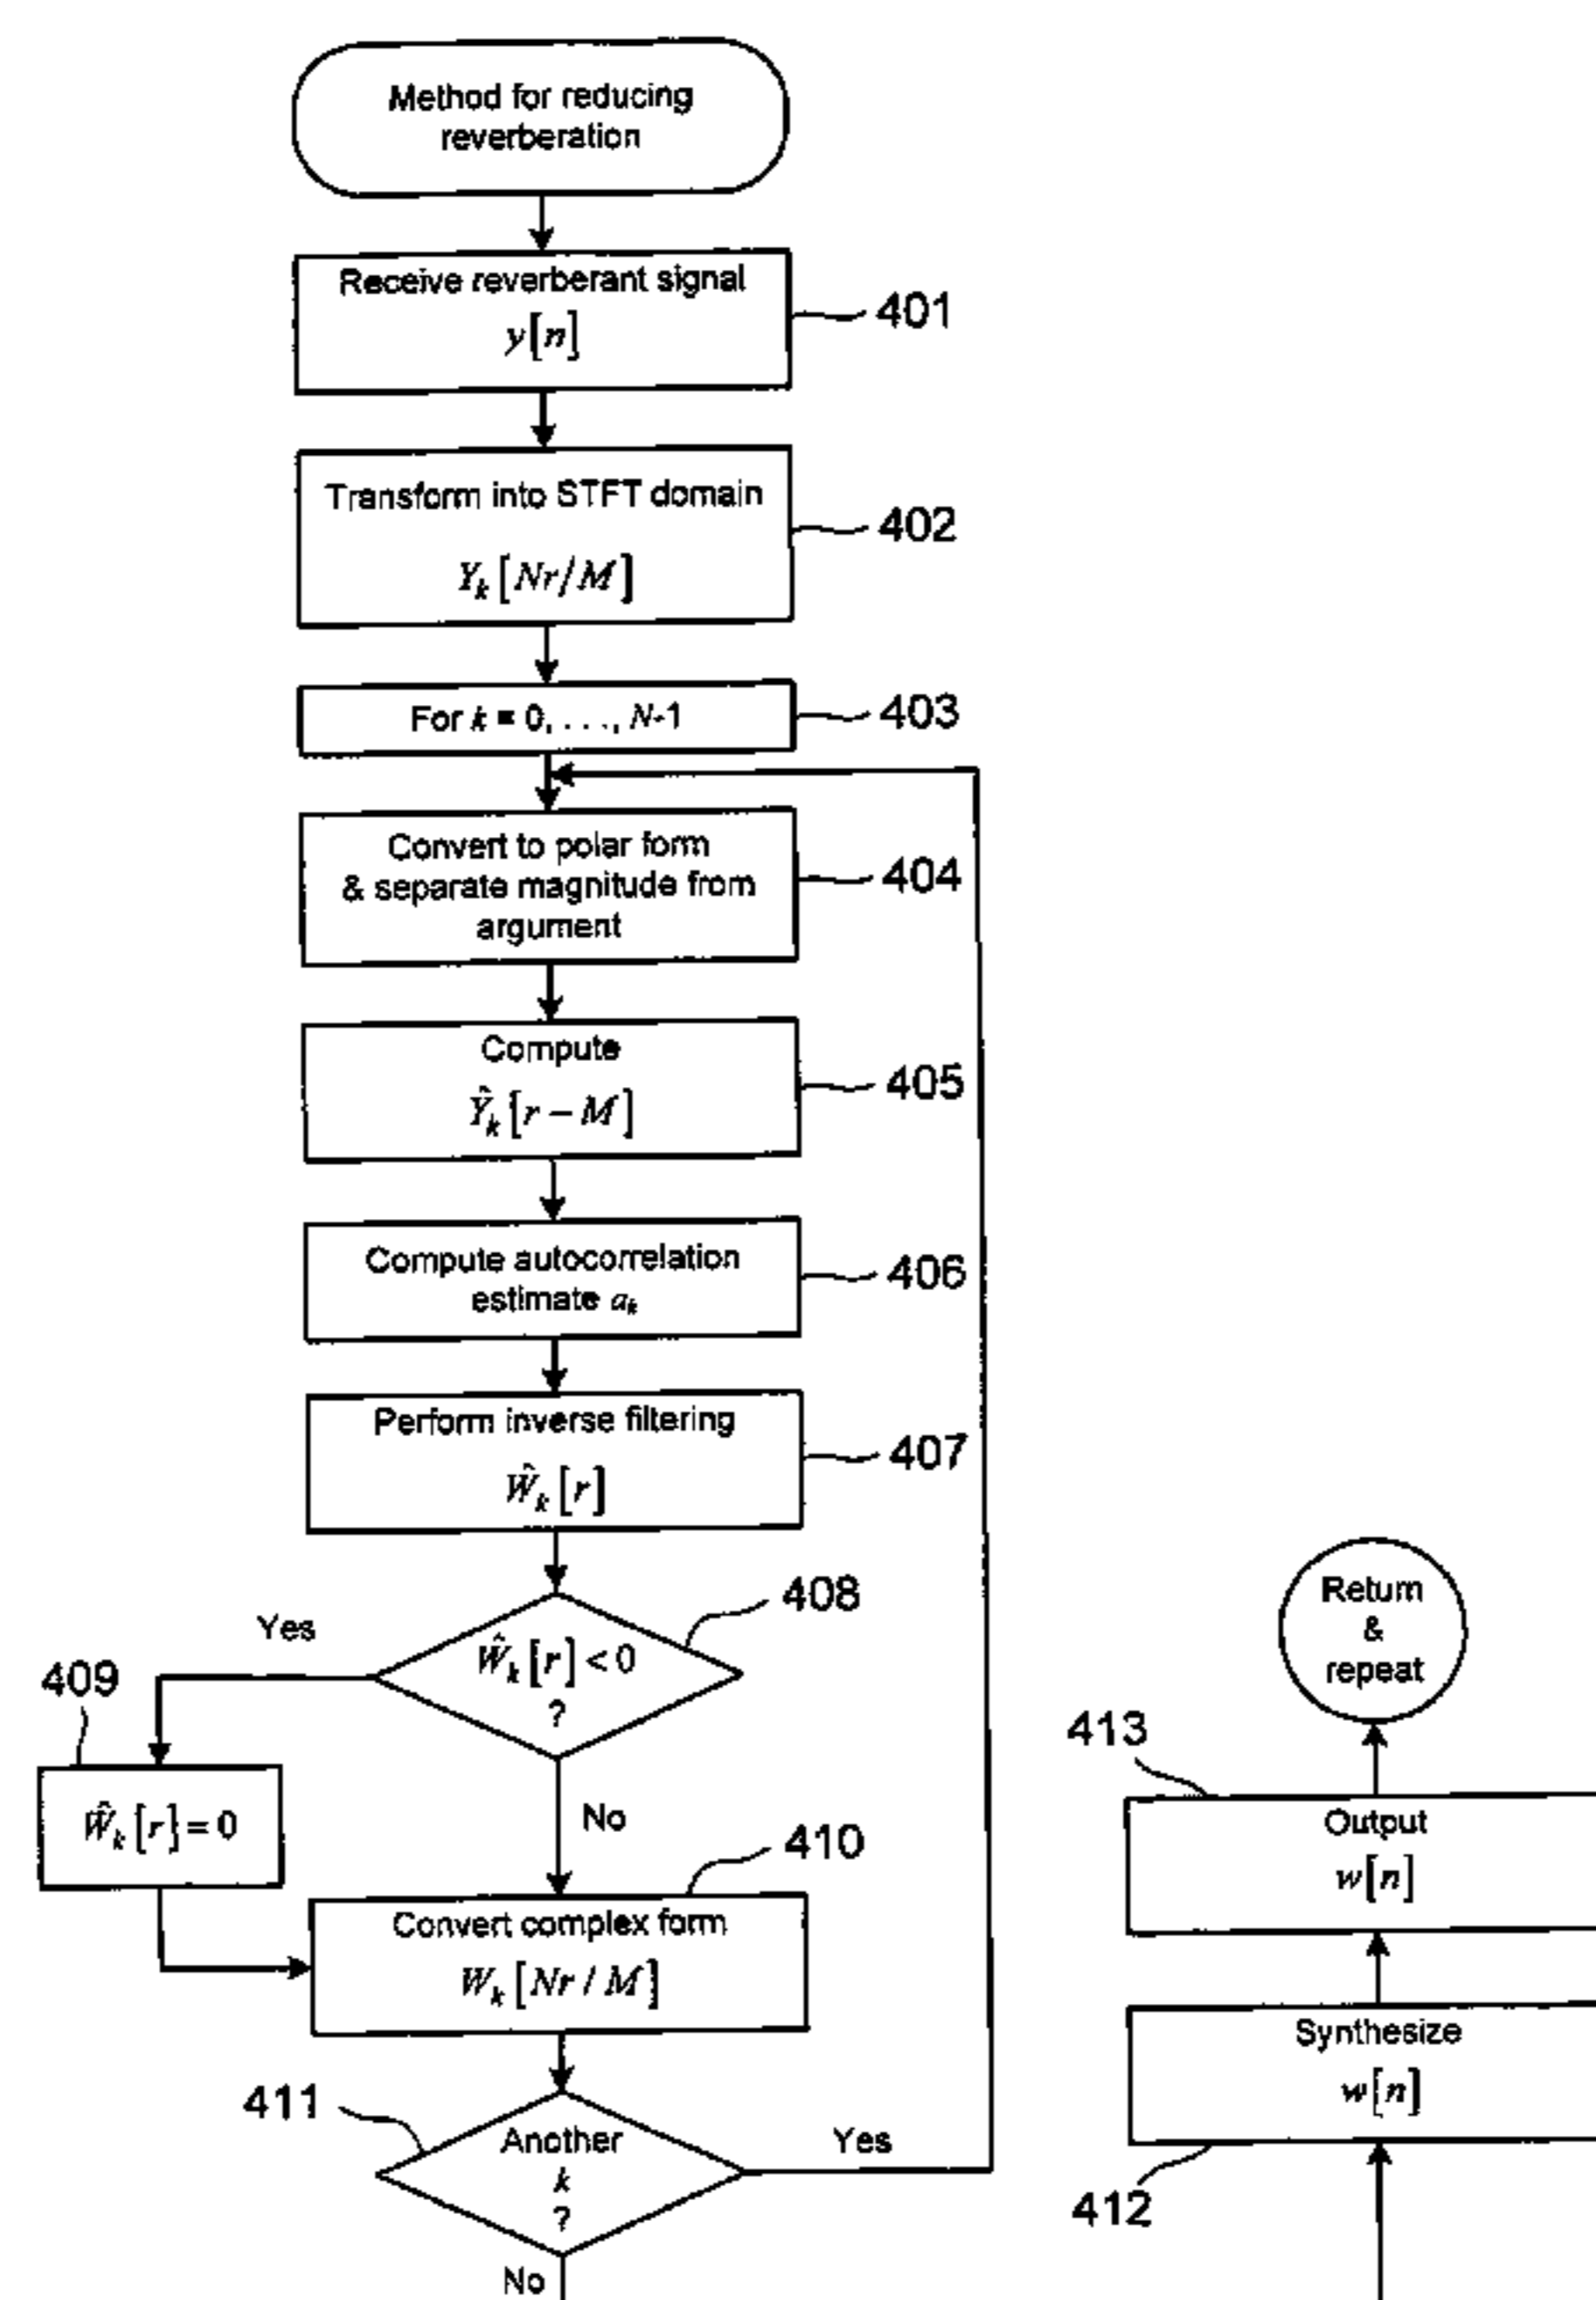 Method for reducing
reverberation
Receive reverberant signal
y[n]
401
Transform into STFT domain
Y_k[Nr/M]
402
For k = 0, . . ., N-1
403
Convert to polar form
& separate magnitude from
argument
404
Compute
Ŷ_k[r − M]
405
Compute autocorrelation
estimate a_k
406
Perform inverse filtering
Ŵ_k[r]
407
Yes
Ŵ_k[r] < 0
?
408
409
Ŵ_k[r] = 0
No
Convert complex form
W_k[Nr / M]
410
411
Another
k
?
Yes
No
Return
&
repeat
413
Output
w[n]
Synthesize
w[n]
412